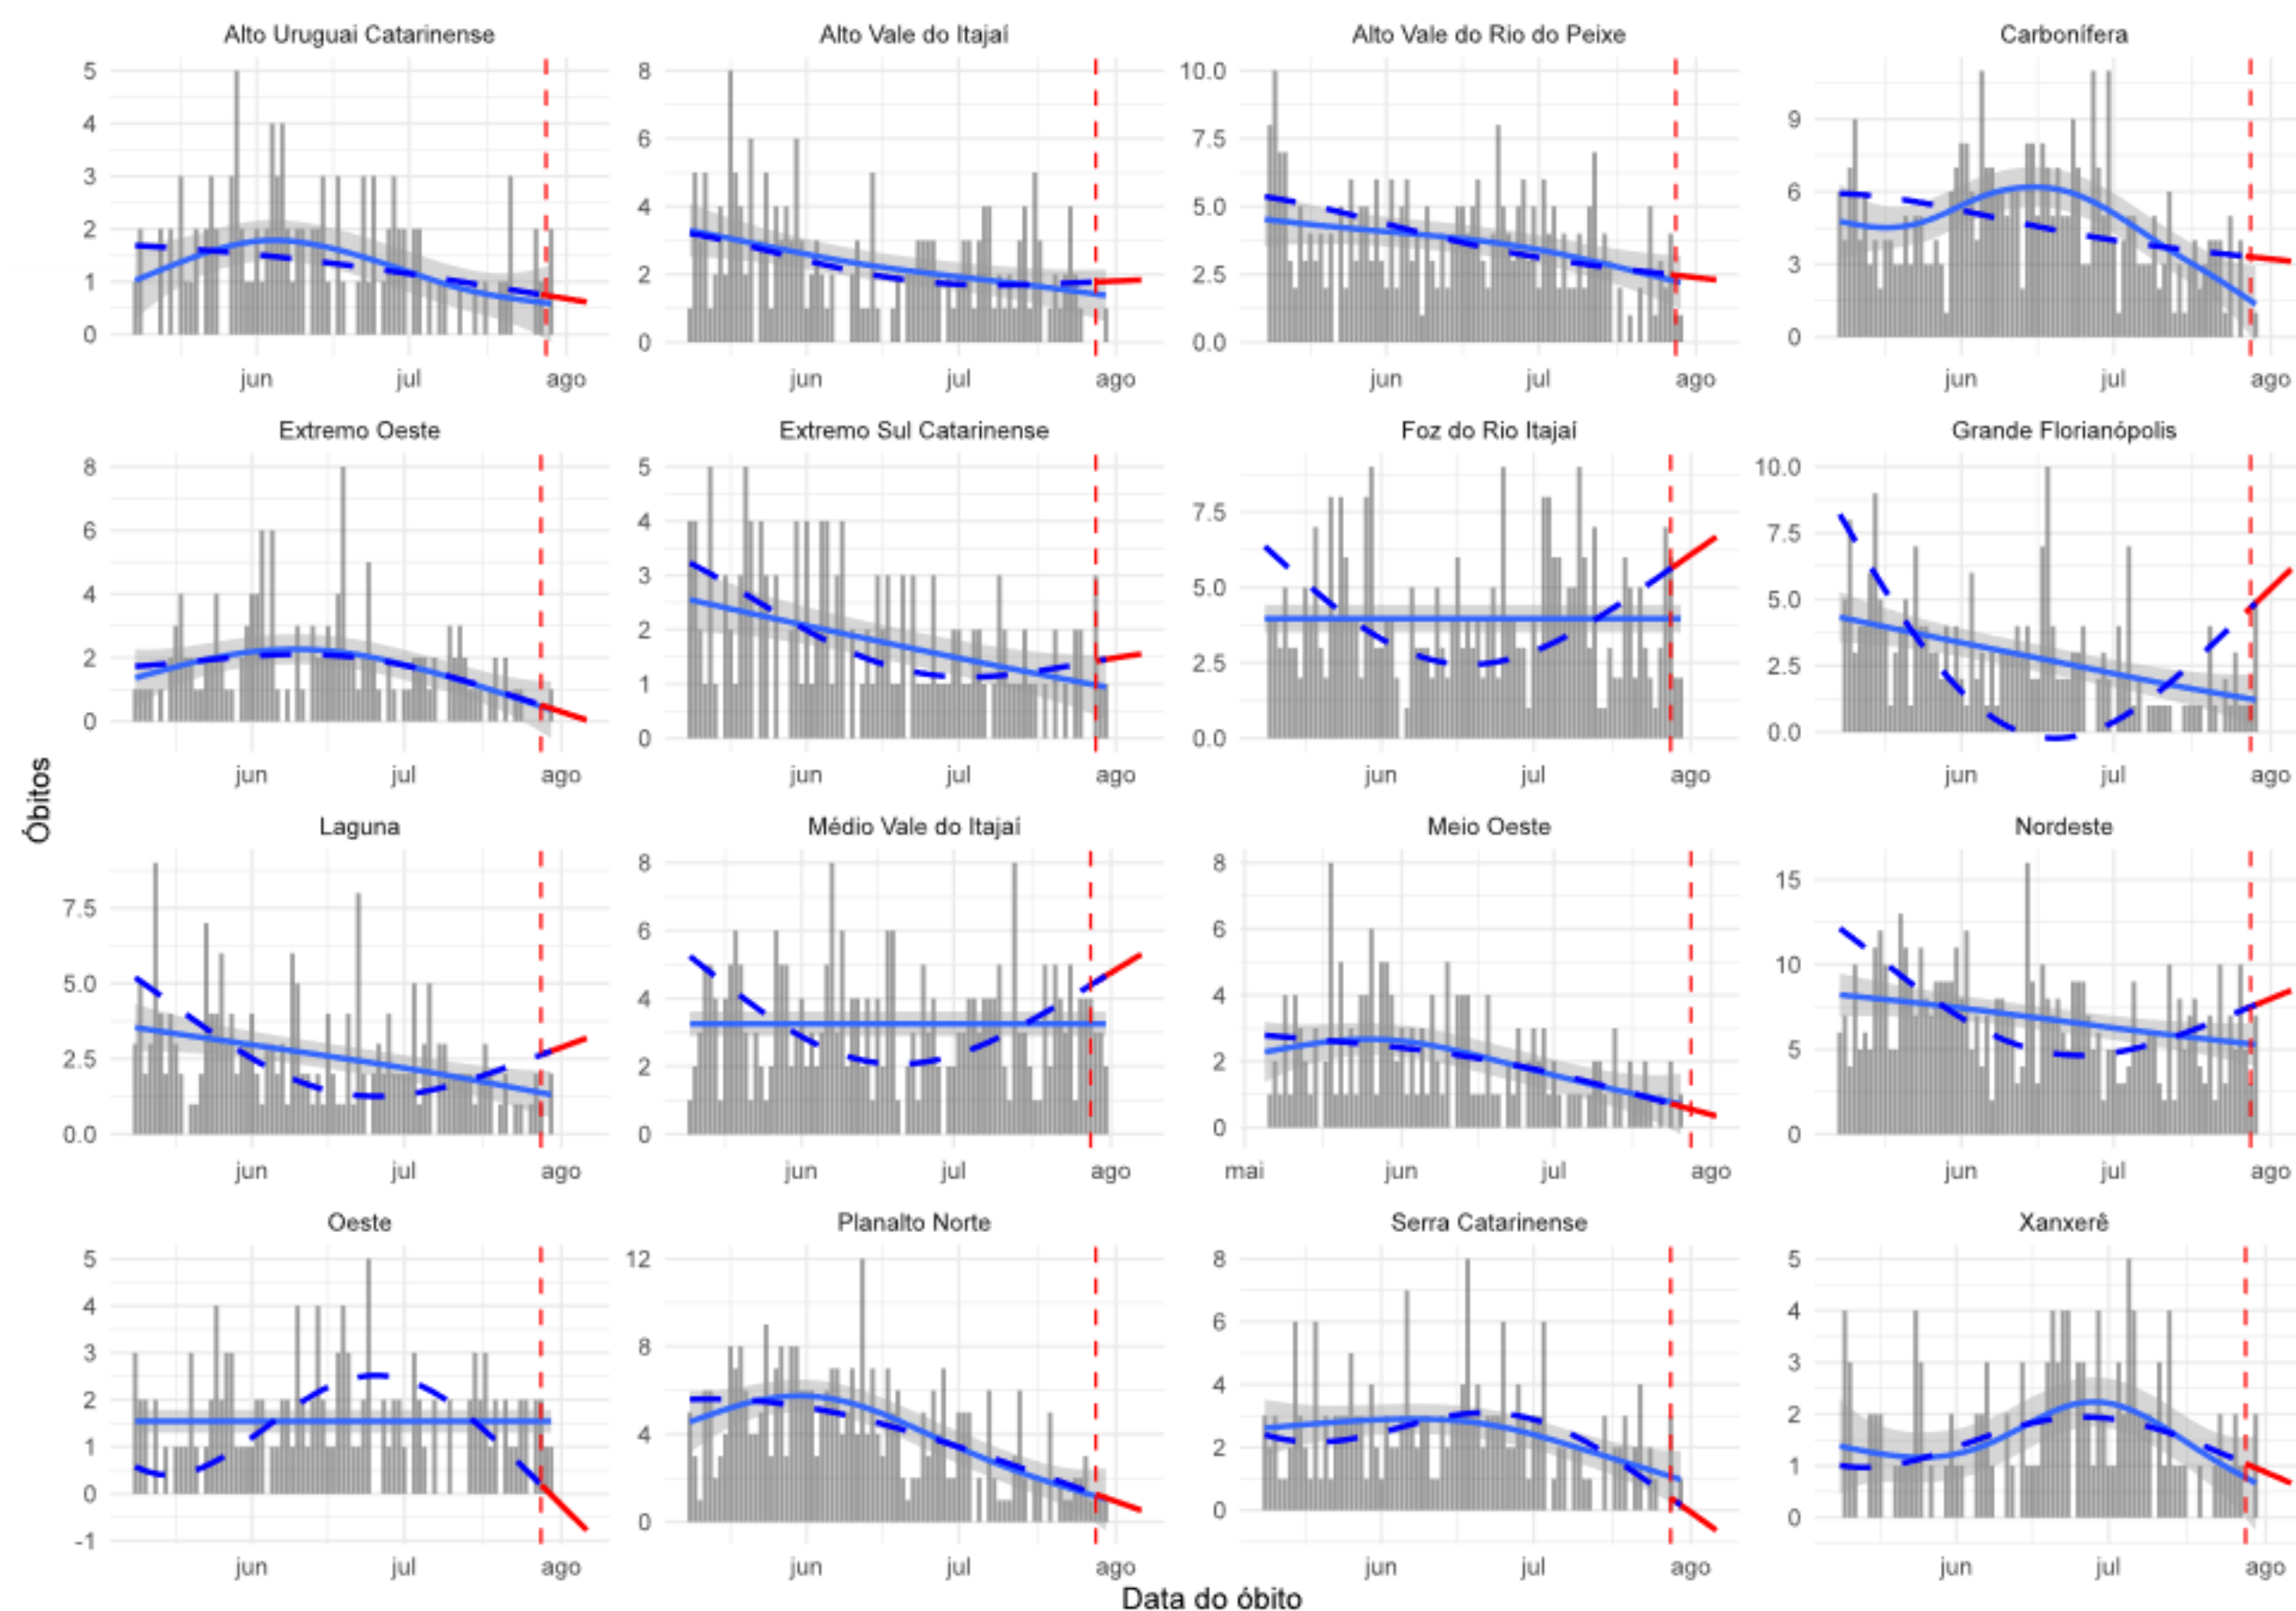 Alto Uruguai Catarinense
5
4
3
2
1
0
jun jul ago
Alto Vale do Itajaí
8
6
4
2
0
jun jul ago
Alto Vale do Rio do Peixe
10.0
7.5
5.0
2.5
0.0
jun jul ago
Carbonífera
9
6
3
0
jun jul ago
Extremo Oeste
8
6
4
2
0
jun jul ago
Extremo Sul Catarinense
5
4
3
2
1
0
jun jul ago
Foz do Rio Itajaí
7.5
5.0
2.5
0.0
jun jul ago
Grande Florianópolis
10.0
7.5
5.0
2.5
0.0
jun jul ago
Óbitos
Laguna
7.5
5.0
2.5
0.0
jun jul ago
Médio Vale do Itajaí
8
6
4
2
0
jun jul ago
Meio Oeste
8
6
4
2
0
mai jun jul ago
Nordeste
15
10
5
0
jun jul ago
Oeste
5
4
3
2
1
0
-1
jun jul ago
Planalto Norte
12
8
4
0
jun jul ago
Serra Catarinense
8
6
4
2
0
jun jul ago
Xanxerê
5
4
3
2
1
0
jun jul ago
Data do óbito